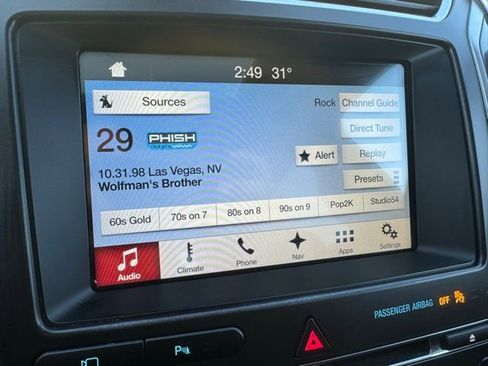 2:49 31°
Sources
Rock Channel Guide
Direct Tune
29 PHISH
RADIO
Alert Replay
10.31.98 Las Vegas, NV
Wolfman's Brother
Presets
60s Gold 70s on 7 80s on 8 90s on 9 Pop2K Studio54
Audio Climate Phone Nav Apps Settings
PASSENGER AIRBAG OFF
P